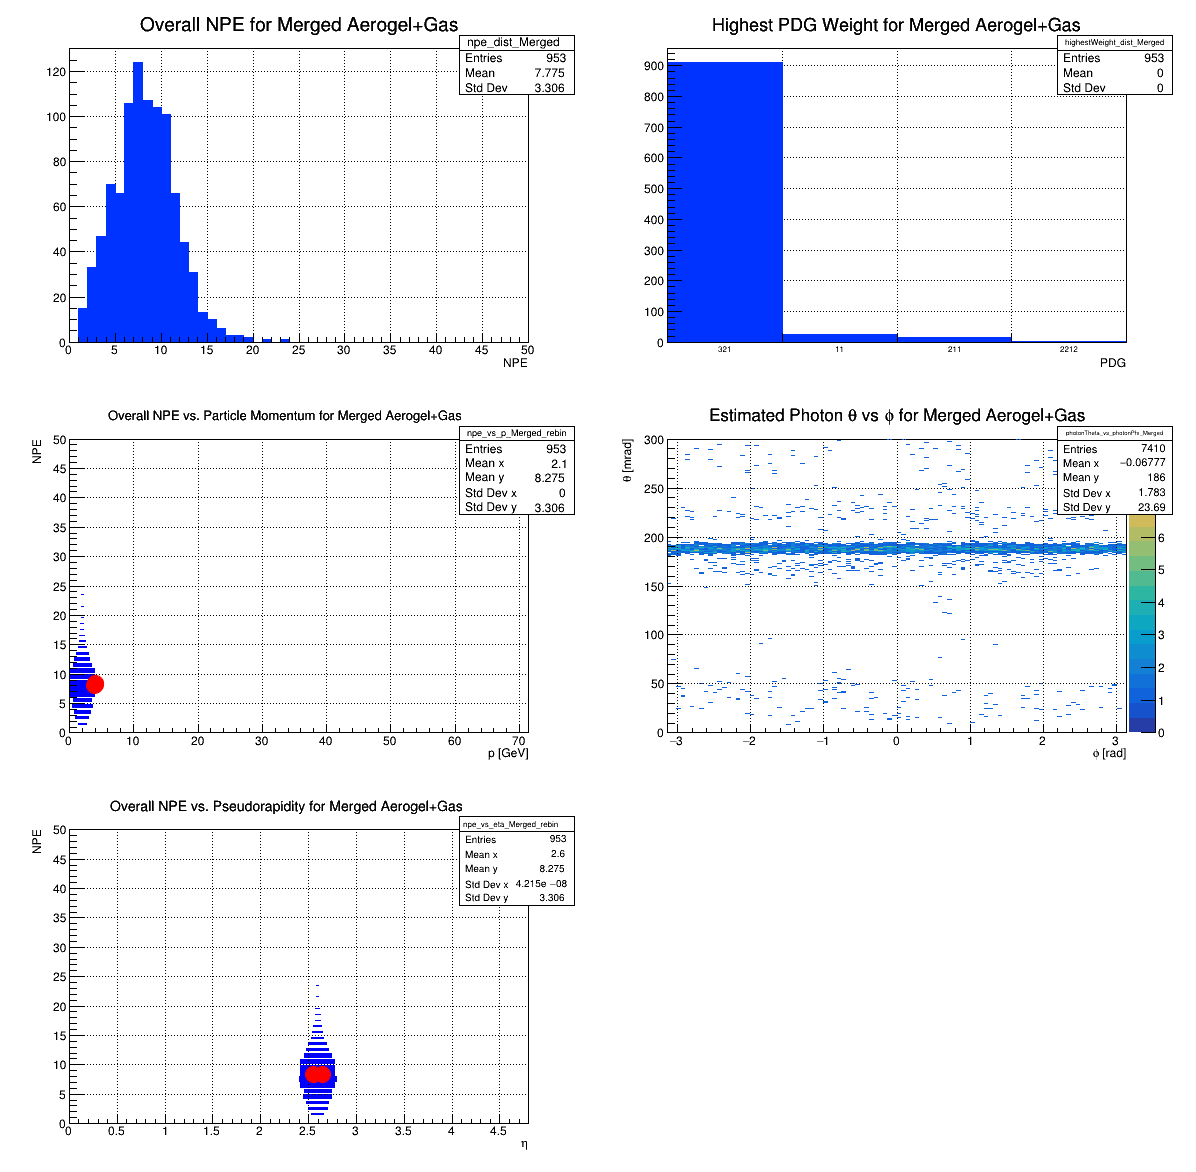 Overall NPE for Merged Aerogel+Gas
npe_dist_Merged
Entries 953
Mean 7.775
Std Dev 3.306
120
100
80
60
40
20
0
0 5 10 15 20 25 30 35 40 45 50
NPE
Highest PDG Weight for Merged Aerogel+Gas
highestWeight_dist_Merged
Entries 953
Mean 0
Std Dev 0
900
800
700
600
500
400
300
200
100
0
321 11 211 2212
PDG
Overall NPE vs. Particle Momentum for Merged Aerogel+Gas
npe_vs_p_Merged_rebin
Entries 953
Mean x 2.1
Mean y 8.275
Std Dev x 0
Std Dev y 3.306
NPE
50
45
40
35
30
25
20
15
10
5
0
0 10 20 30 40 50 60 70
p [GeV]
Estimated Photon θ vs ϕ for Merged Aerogel+Gas
photonTheta_vs_photonPhi_Merged
Entries 7410
Mean x −0.06777
Mean y 186
Std Dev x 1.783
Std Dev y 23.69
θ [mrad]
300
250
200
150
100
50
0
−3 −2 −1 0 1 2 3
ϕ [rad]
6
5
4
3
2
1
0
Overall NPE vs. Pseudorapidity for Merged Aerogel+Gas
npe_vs_eta_Merged_rebin
Entries 953
Mean x 2.6
Mean y 8.275
Std Dev x 4.215e −08
Std Dev y 3.306
NPE
50
45
40
35
30
25
20
15
10
5
0
0 0.5 1 1.5 2 2.5 3 3.5 4 4.5
η